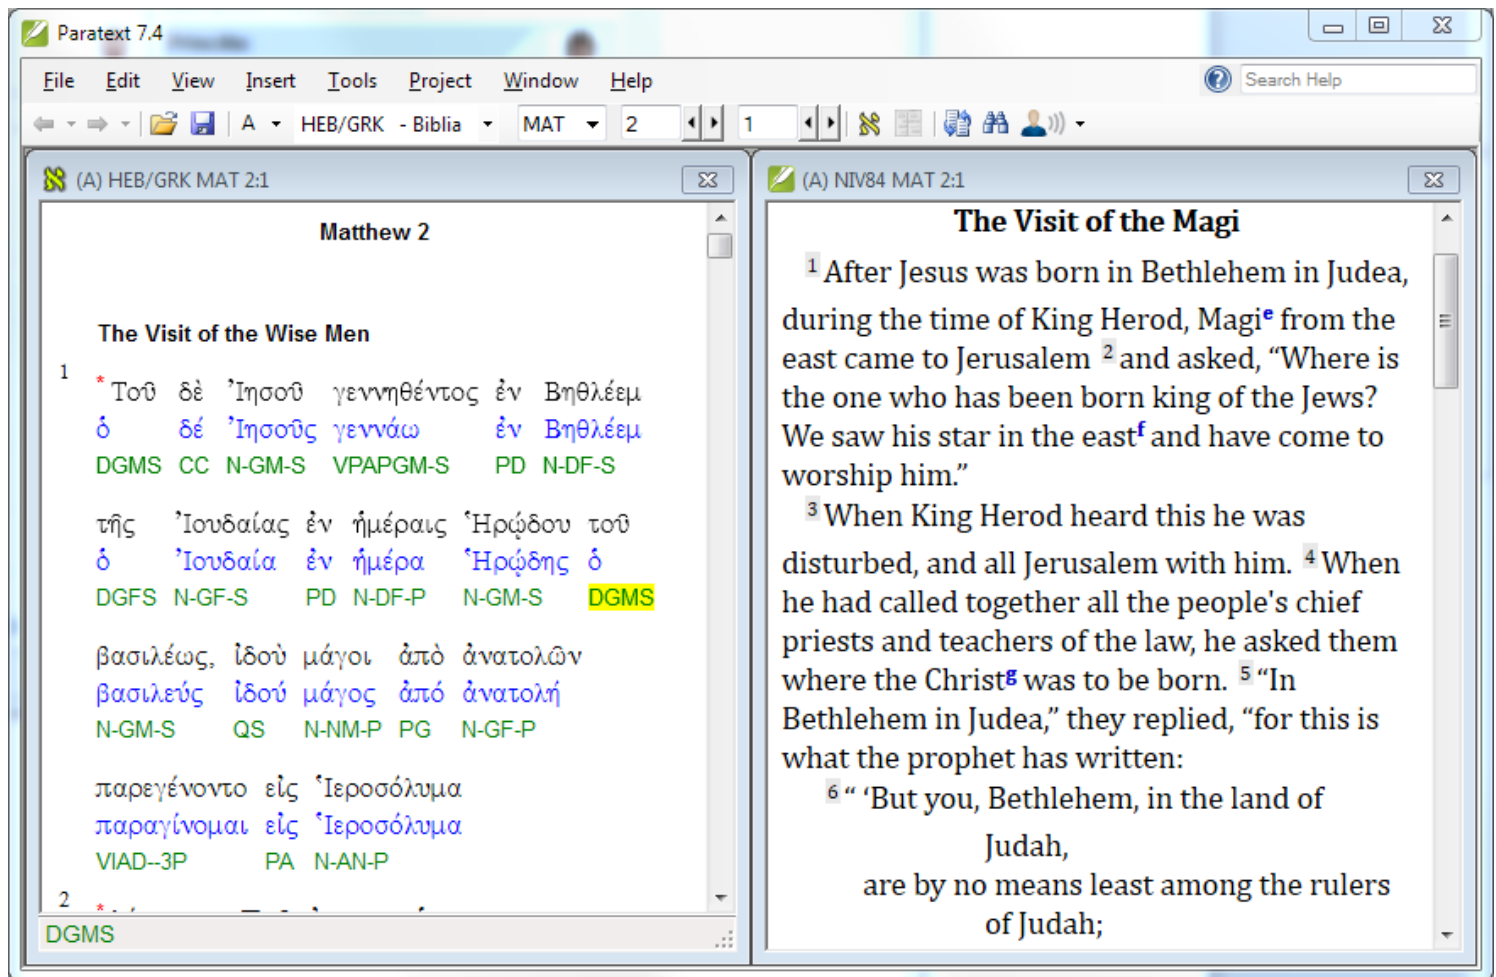 Paratext 7.4
File Edit View Insert Tools Project Window Help Search Help
A HEB/GRK - Biblia MAT 2 1
(A) HEB/GRK MAT 2:1
Matthew 2
The Visit of the Wise Men
1 * Τοῦ δὲ Ἰησοῦ γεννηθέντος ἐν Βηθλέεμ
ὁ δέ Ἰησοῦς γεννάω ἐν Βηθλέεμ
DGMS CC N-GM-S VPAPGM-S PD N-DF-S
τῆς Ἰουδαίας ἐν ἡμέραις Ἡρῴδου τοῦ
ὁ Ἰουδαία ἐν ἡμέρα Ἡρῴδης ὁ
DGFS N-GF-S PD N-DF-P N-GM-S DGMS
βασιλέως, ἰδοὺ μάγοι ἀπὸ ἀνατολῶν
βασιλεύς ἰδού μάγος ἀπό ἀνατολή
N-GM-S QS N-NM-P PG N-GF-P
παρεγένοντο εἰς Ἱεροσόλυμα
παραγίνομαι εἰς Ἱεροσόλυμα
VIAD--3P PA N-AN-P
2 *
DGMS
(A) NIV84 MAT 2:1
The Visit of the Magi
1 After Jesus was born in Bethlehem in Judea,
during the time of King Herod, Magie from the
east came to Jerusalem 2 and asked, “Where is
the one who has been born king of the Jews?
We saw his star in the eastf and have come to
worship him.”
3 When King Herod heard this he was
disturbed, and all Jerusalem with him. 4 When
he had called together all the people's chief
priests and teachers of the law, he asked them
where the Christg was to be born. 5 “In
Bethlehem in Judea,” they replied, “for this is
what the prophet has written:
6 “ ‘But you, Bethlehem, in the land of
Judah,
are by no means least among the rulers
of Judah;